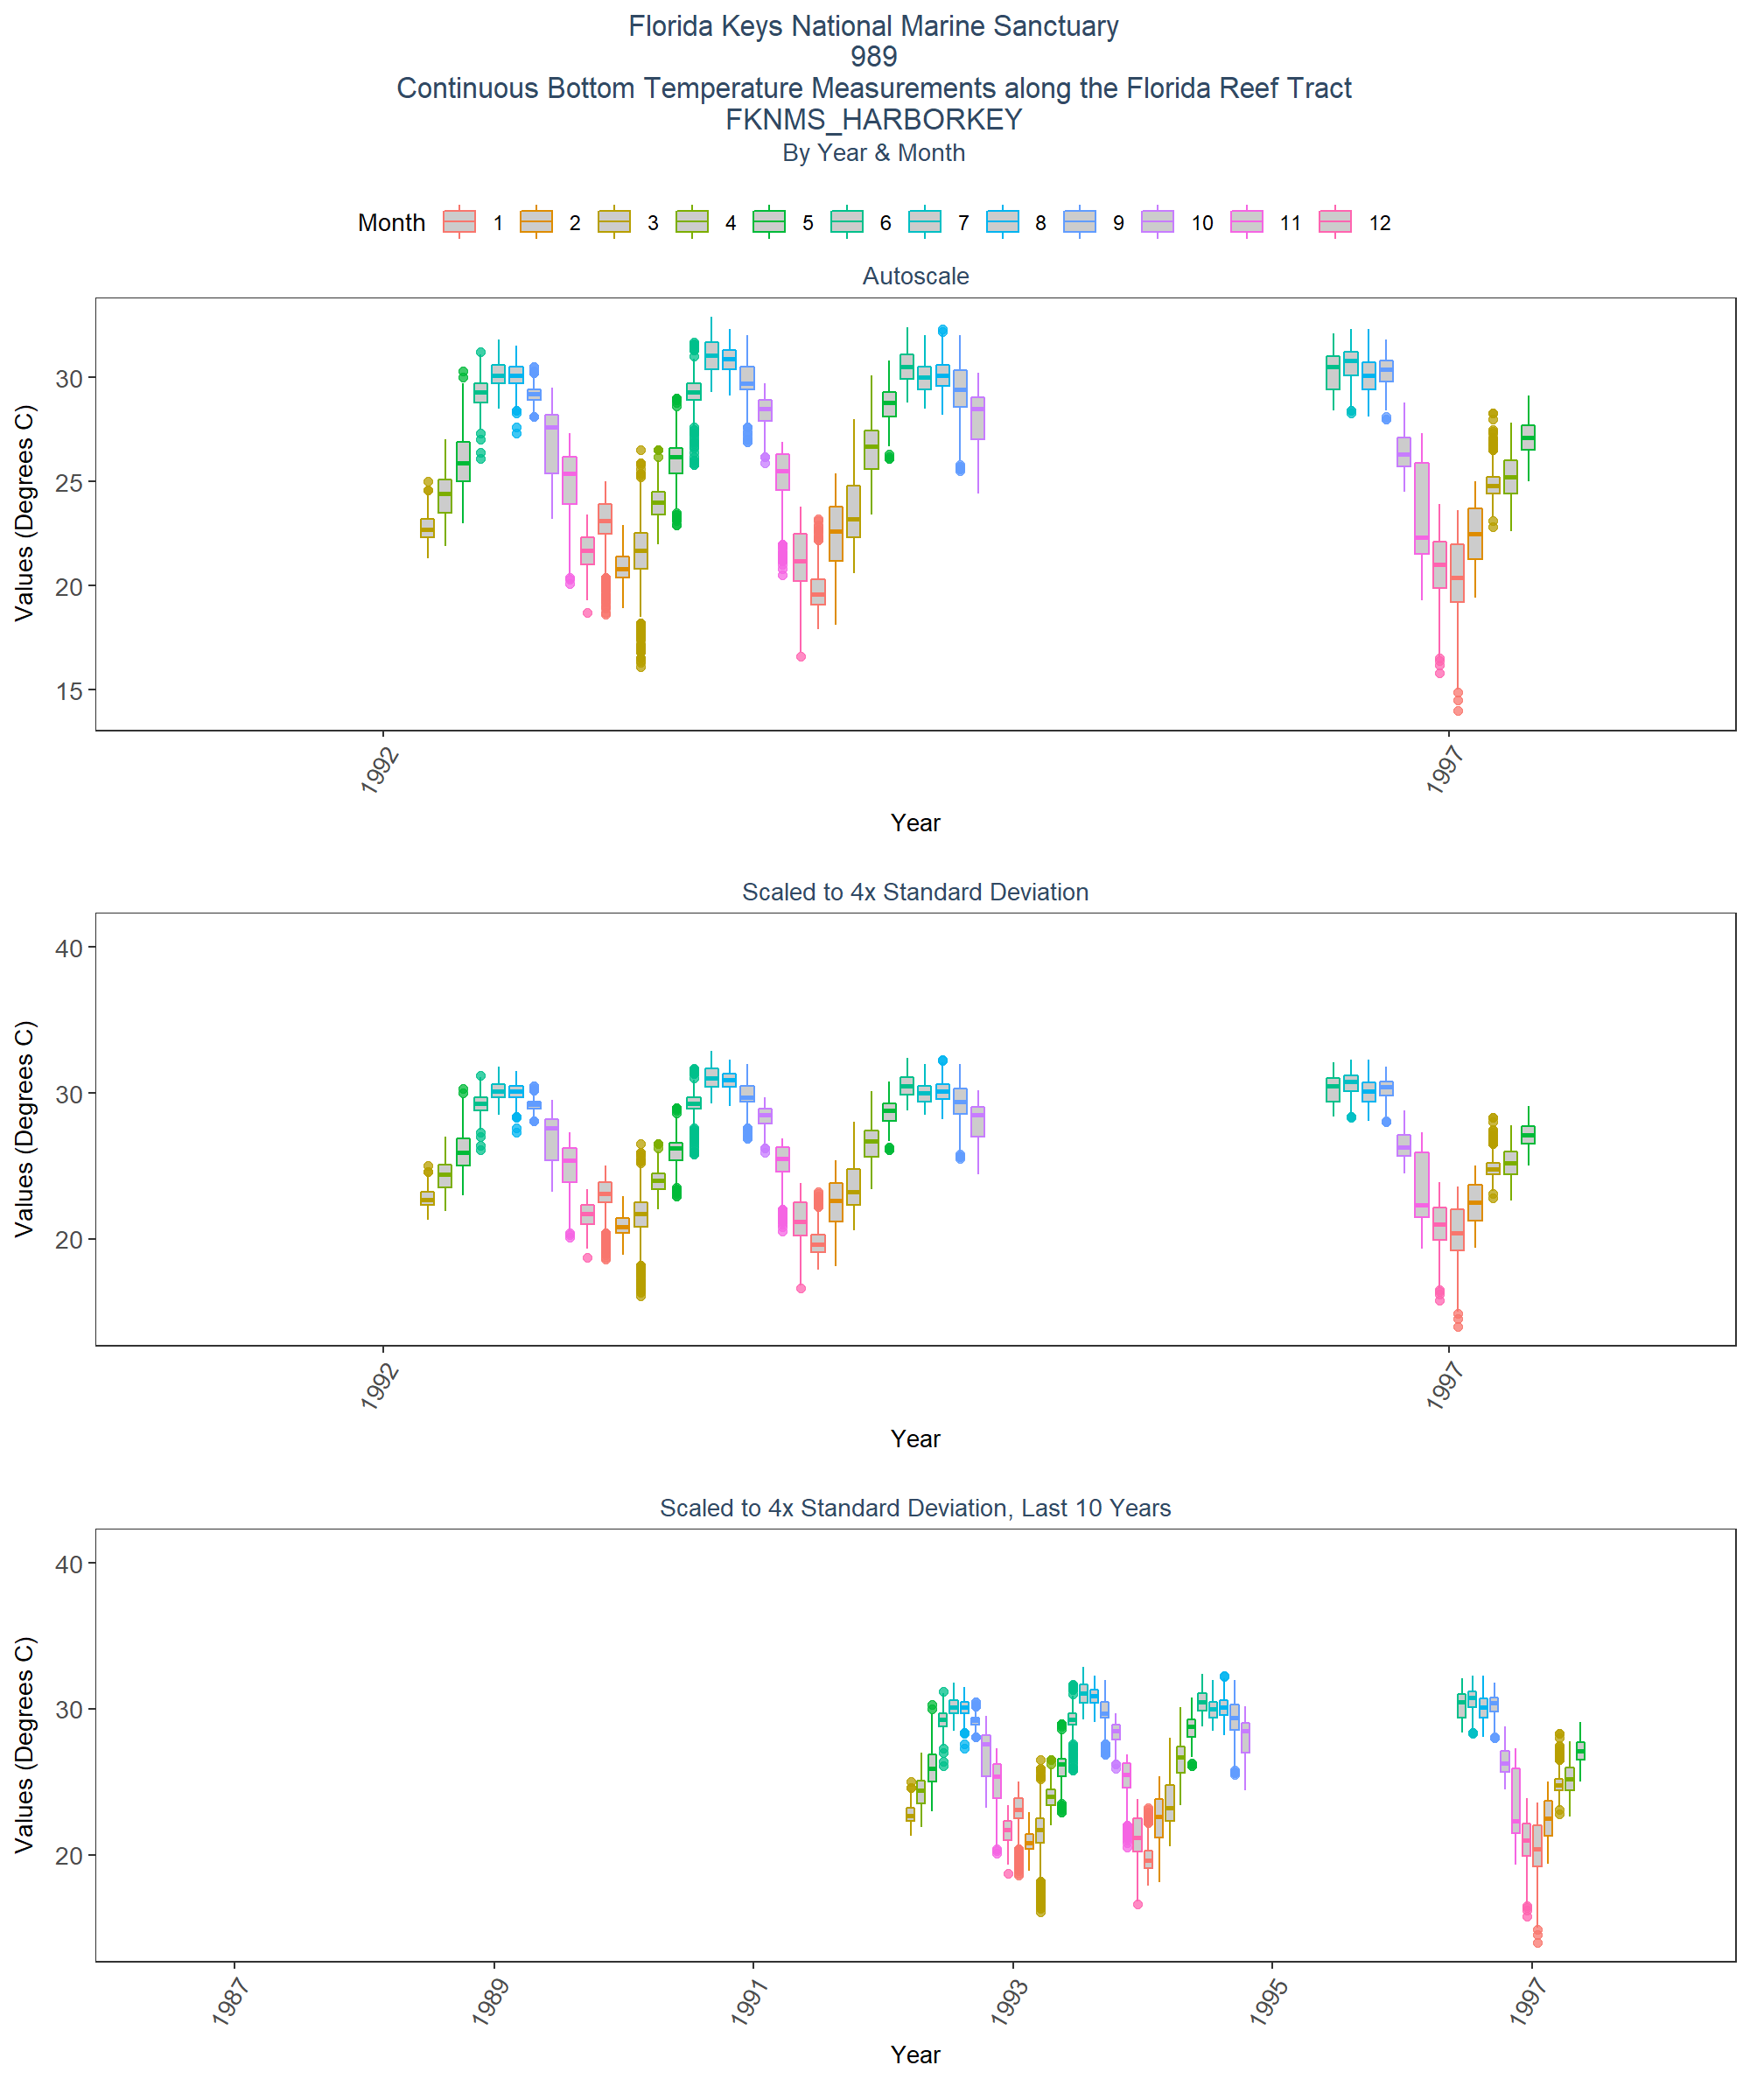 Florida Keys National Marine Sanctuary
989
Continuous Bottom Temperature Measurements along the Florida Reef Tract
FKNMS_HARBORKEY
By Year & Month
Month 1 2 3 4 5 6 7 8 9 10 11 12
Autoscale
Values (Degrees C)
30
25
20
15
1992 1997
Year
Scaled to 4x Standard Deviation
Values (Degrees C)
40
30
20
1992 1997
Year
Scaled to 4x Standard Deviation, Last 10 Years
Values (Degrees C)
40
30
20
1987 1989 1991 1993 1995 1997
Year